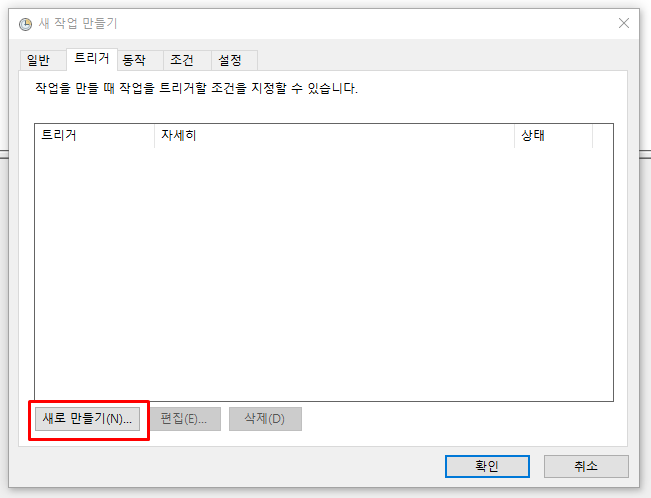 새 작업 만들기
일반 트리거 동작 조건 설정
작업을 만들 때 작업을 트리거할 조건을 지정할 수 있습니다.
트리거 자세히 상태
새로 만들기(N)... 편집(E)... 삭제(D)
확인 취소